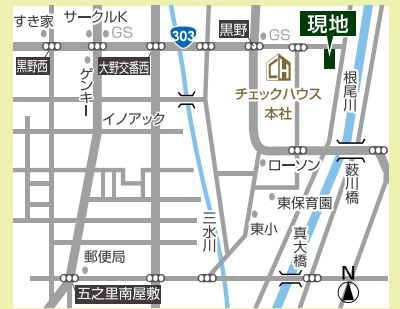 サークルK
すき家
GS
303
黒野
GS
現地
黒野西
大野交番西
ゲンキー
チェックハウス
本社
根尾川
イノアック
ローソン
薮川橋
東保育園
三水川
東小
真大橋
郵便局
五之里南屋敷
N